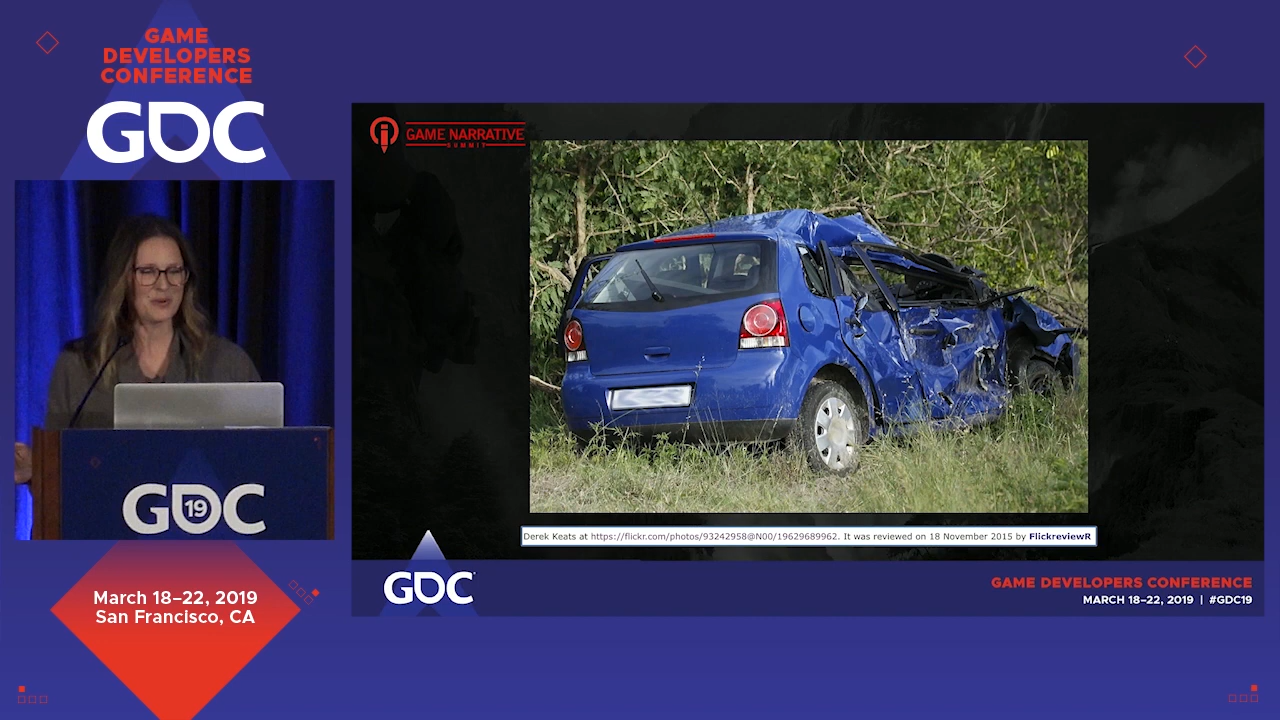 GAME
DEVELOPERS
CONFERENCE
GDC
GDC
19
March 18–22, 2019
San Francisco, CA
GAME NARRATIVE
SUMMIT
Derek Keats at https://flickr.com/photos/93242958@N00/19629689962. It was reviewed on 18 November 2015 by FlickreviewR
GDC
GAME DEVELOPERS CONFERENCE
MARCH 18–22, 2019 | #GDC19